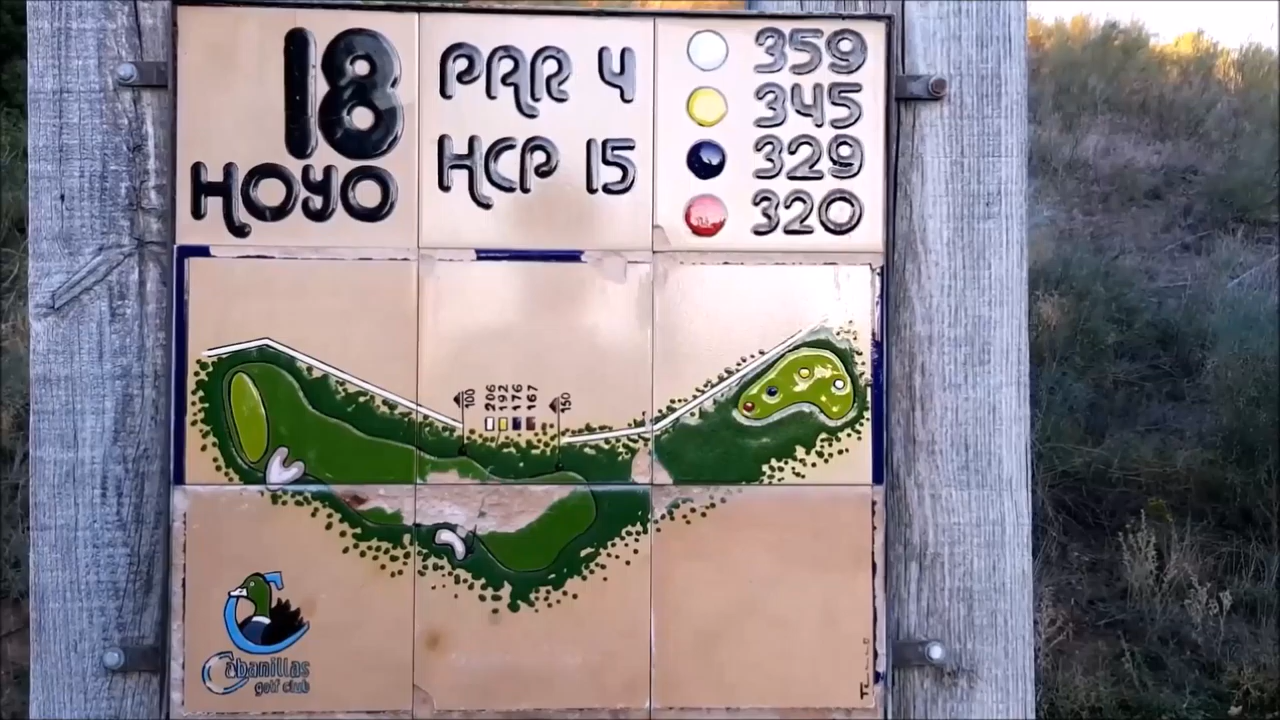 18
HOYO
PAR 4
HCP 15
359
345
329
320
100
206
192
176
167
150
Cabanillas
golf club